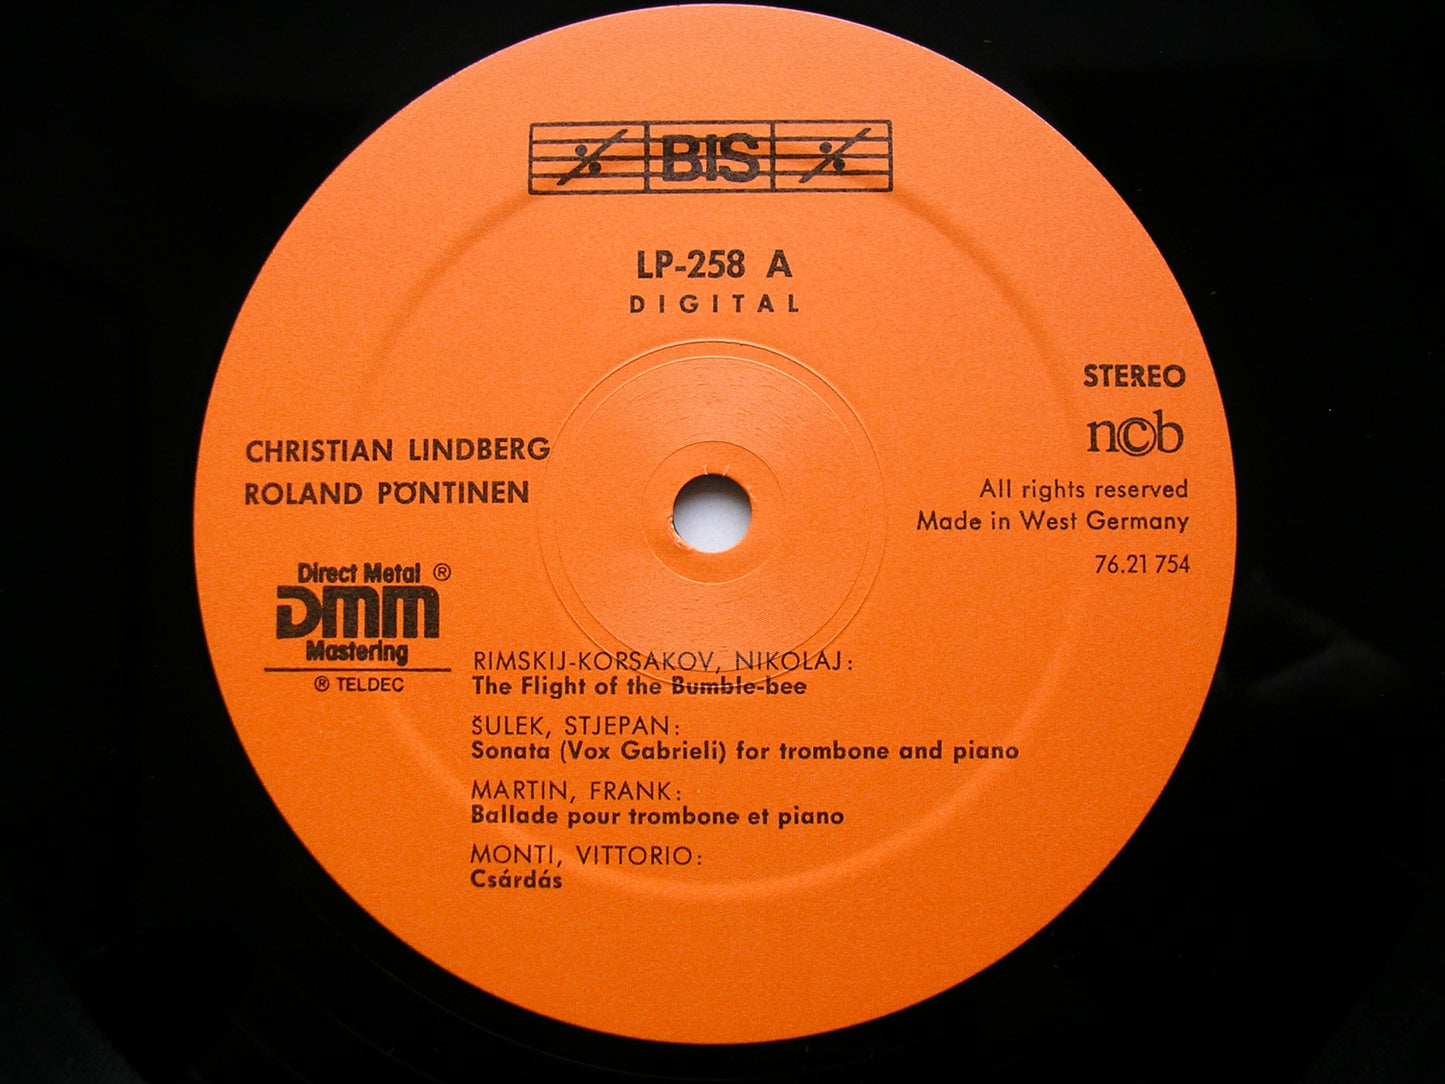 BIS
LP-258 A
DIGITAL
STEREO
ncb
All rights reserved
Made in West Germany
76.21 754
CHRISTIAN LINDBERG
ROLAND PÖNTINEN
Direct Metal ®
DMM
Mastering
® TELDEC
RIMSKIJ-KORSAKOV, NIKOLAJ:
The Flight of the Bumble-bee
ŠULEK, STJEPAN:
Sonata (Vox Gabrieli) for trombone and piano
MARTIN, FRANK:
Ballade pour trombone et piano
MONTI, VITTORIO:
Csárdás